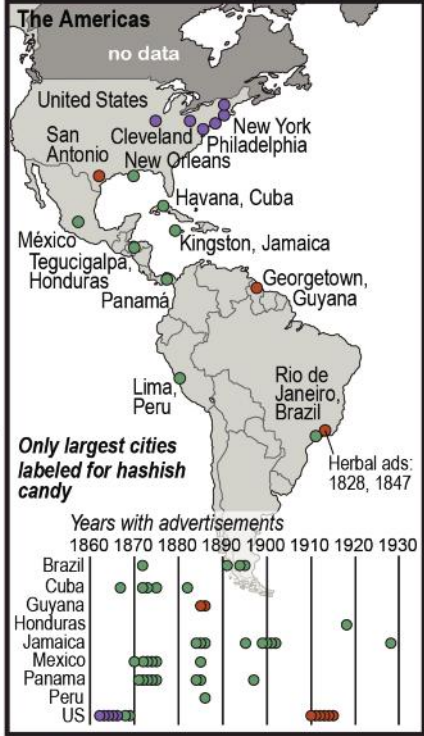 The Americas
no data
United States
San
Antonio
Cleveland
New York
Philadelphia
New Orleans
Havana, Cuba
México
Kingston, Jamaica
Tegucigalpa,
Honduras
Panamá
Georgetown,
Guyana
Lima,
Peru
Rio de
Janeiro,
Brazil
Only largest cities
labeled for hashish
candy
Herbal ads:
1828, 1847
Years with advertisements
1860 1870 1880 1890 1900 1910 1920 1930
Brazil
Cuba
Guyana
Honduras
Jamaica
Mexico
Panama
Peru
US